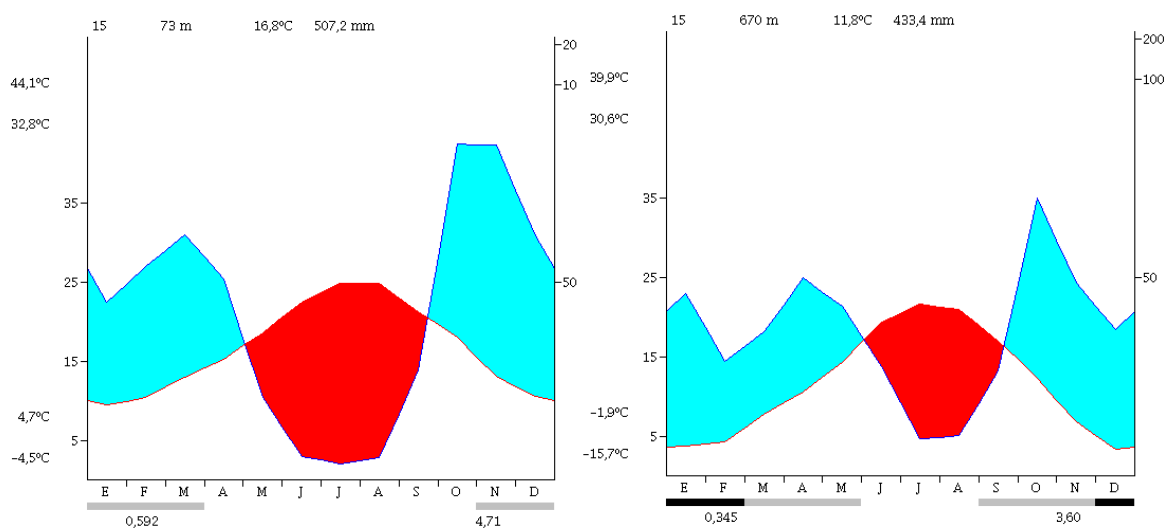 15 73 m 16,8ºC 507,2 mm
20
10
44,1ºC
32,8ºC
35
25
50
15
4,7ºC
5
−4,5ºC
E F M A M J J A S O N D
0,592 4,71
15 670 m 11,8ºC 433,4 mm
200
100
39,9ºC
30,6ºC
35
25
50
15
−1,9ºC
5
−15,7ºC
E F M A M J J A S O N D
0,345 3,60